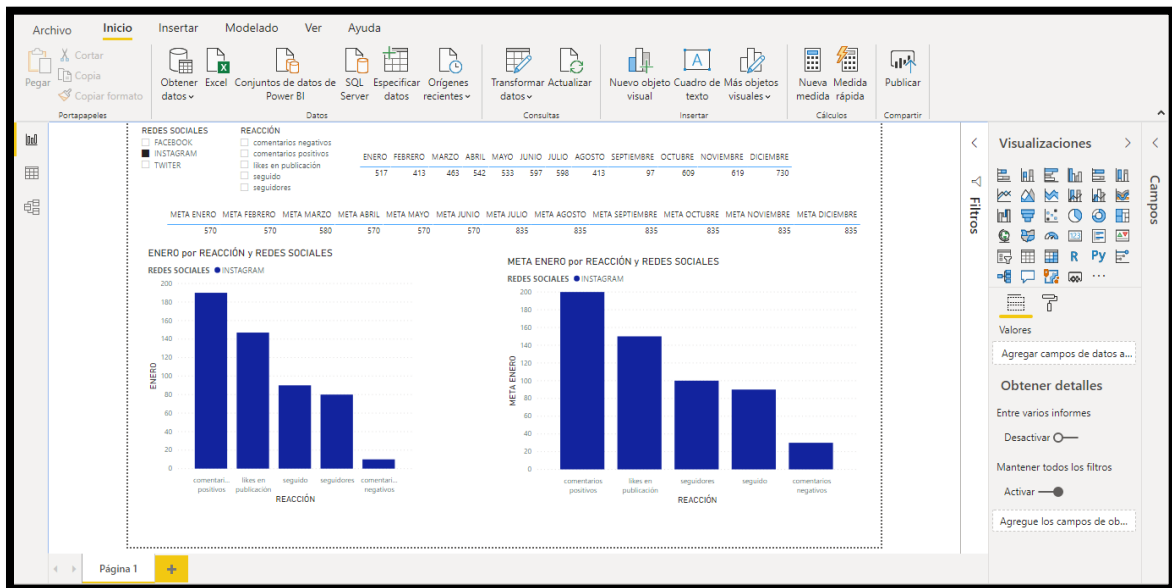 Archivo Inicio Insertar Modelado Ver Ayuda
Pegar
Cortar
Copia
Copiar formato
Portapapeles
Obtener datos
Excel
Conjuntos de datos de Power BI
SQL Server
Especificar datos
Orígenes recientes
Datos
Transformar datos
Actualizar
Consultas
Nuevo objeto visual
Cuadro de texto
Más objetos visuales
Insertar
Nueva medida
Medida rápida
Cálculos
Publicar
Compartir
REDES SOCIALES
FACEBOOK
INSTAGRAM
TWITER
REACCIÓN
comentarios negativos
comentarios positivos
likes en publicación
seguido
seguidores
ENERO FEBRERO MARZO ABRIL MAYO JUNIO JULIO AGOSTO SEPTIEMBRE OCTUBRE NOVIEMBRE DICIEMBRE
517 413 463 542 533 597 598 413 97 609 619 730
META ENERO META FEBRERO META MARZO META ABRIL META MAYO META JUNIO META JULIO META AGOSTO META SEPTIEMBRE META OCTUBRE META NOVIEMBRE META DICIEMBRE
570 570 580 570 570 570 835 835 835 835 835 835
ENERO por REACCIÓN y REDES SOCIALES
REDES SOCIALES INSTAGRAM
200
180
160
140
120
100
80
60
40
20
0
ENERO
comentari... positivos
likes en publicación
seguido
seguidores
comentari... negativos
REACCIÓN
META ENERO por REACCIÓN y REDES SOCIALES
REDES SOCIALES INSTAGRAM
200
180
160
140
120
100
80
60
40
20
0
META ENERO
comentarios positivos
likes en publicación
seguidores
seguido
comentarios negativos
REACCIÓN
Filtros
Visualizaciones
R Py
123
Valores
Agregar campos de datos a...
Obtener detalles
Entre varios informes
Desactivar
Mantener todos los filtros
Activar
Agregue los campos de ob...
Campos
Página 1